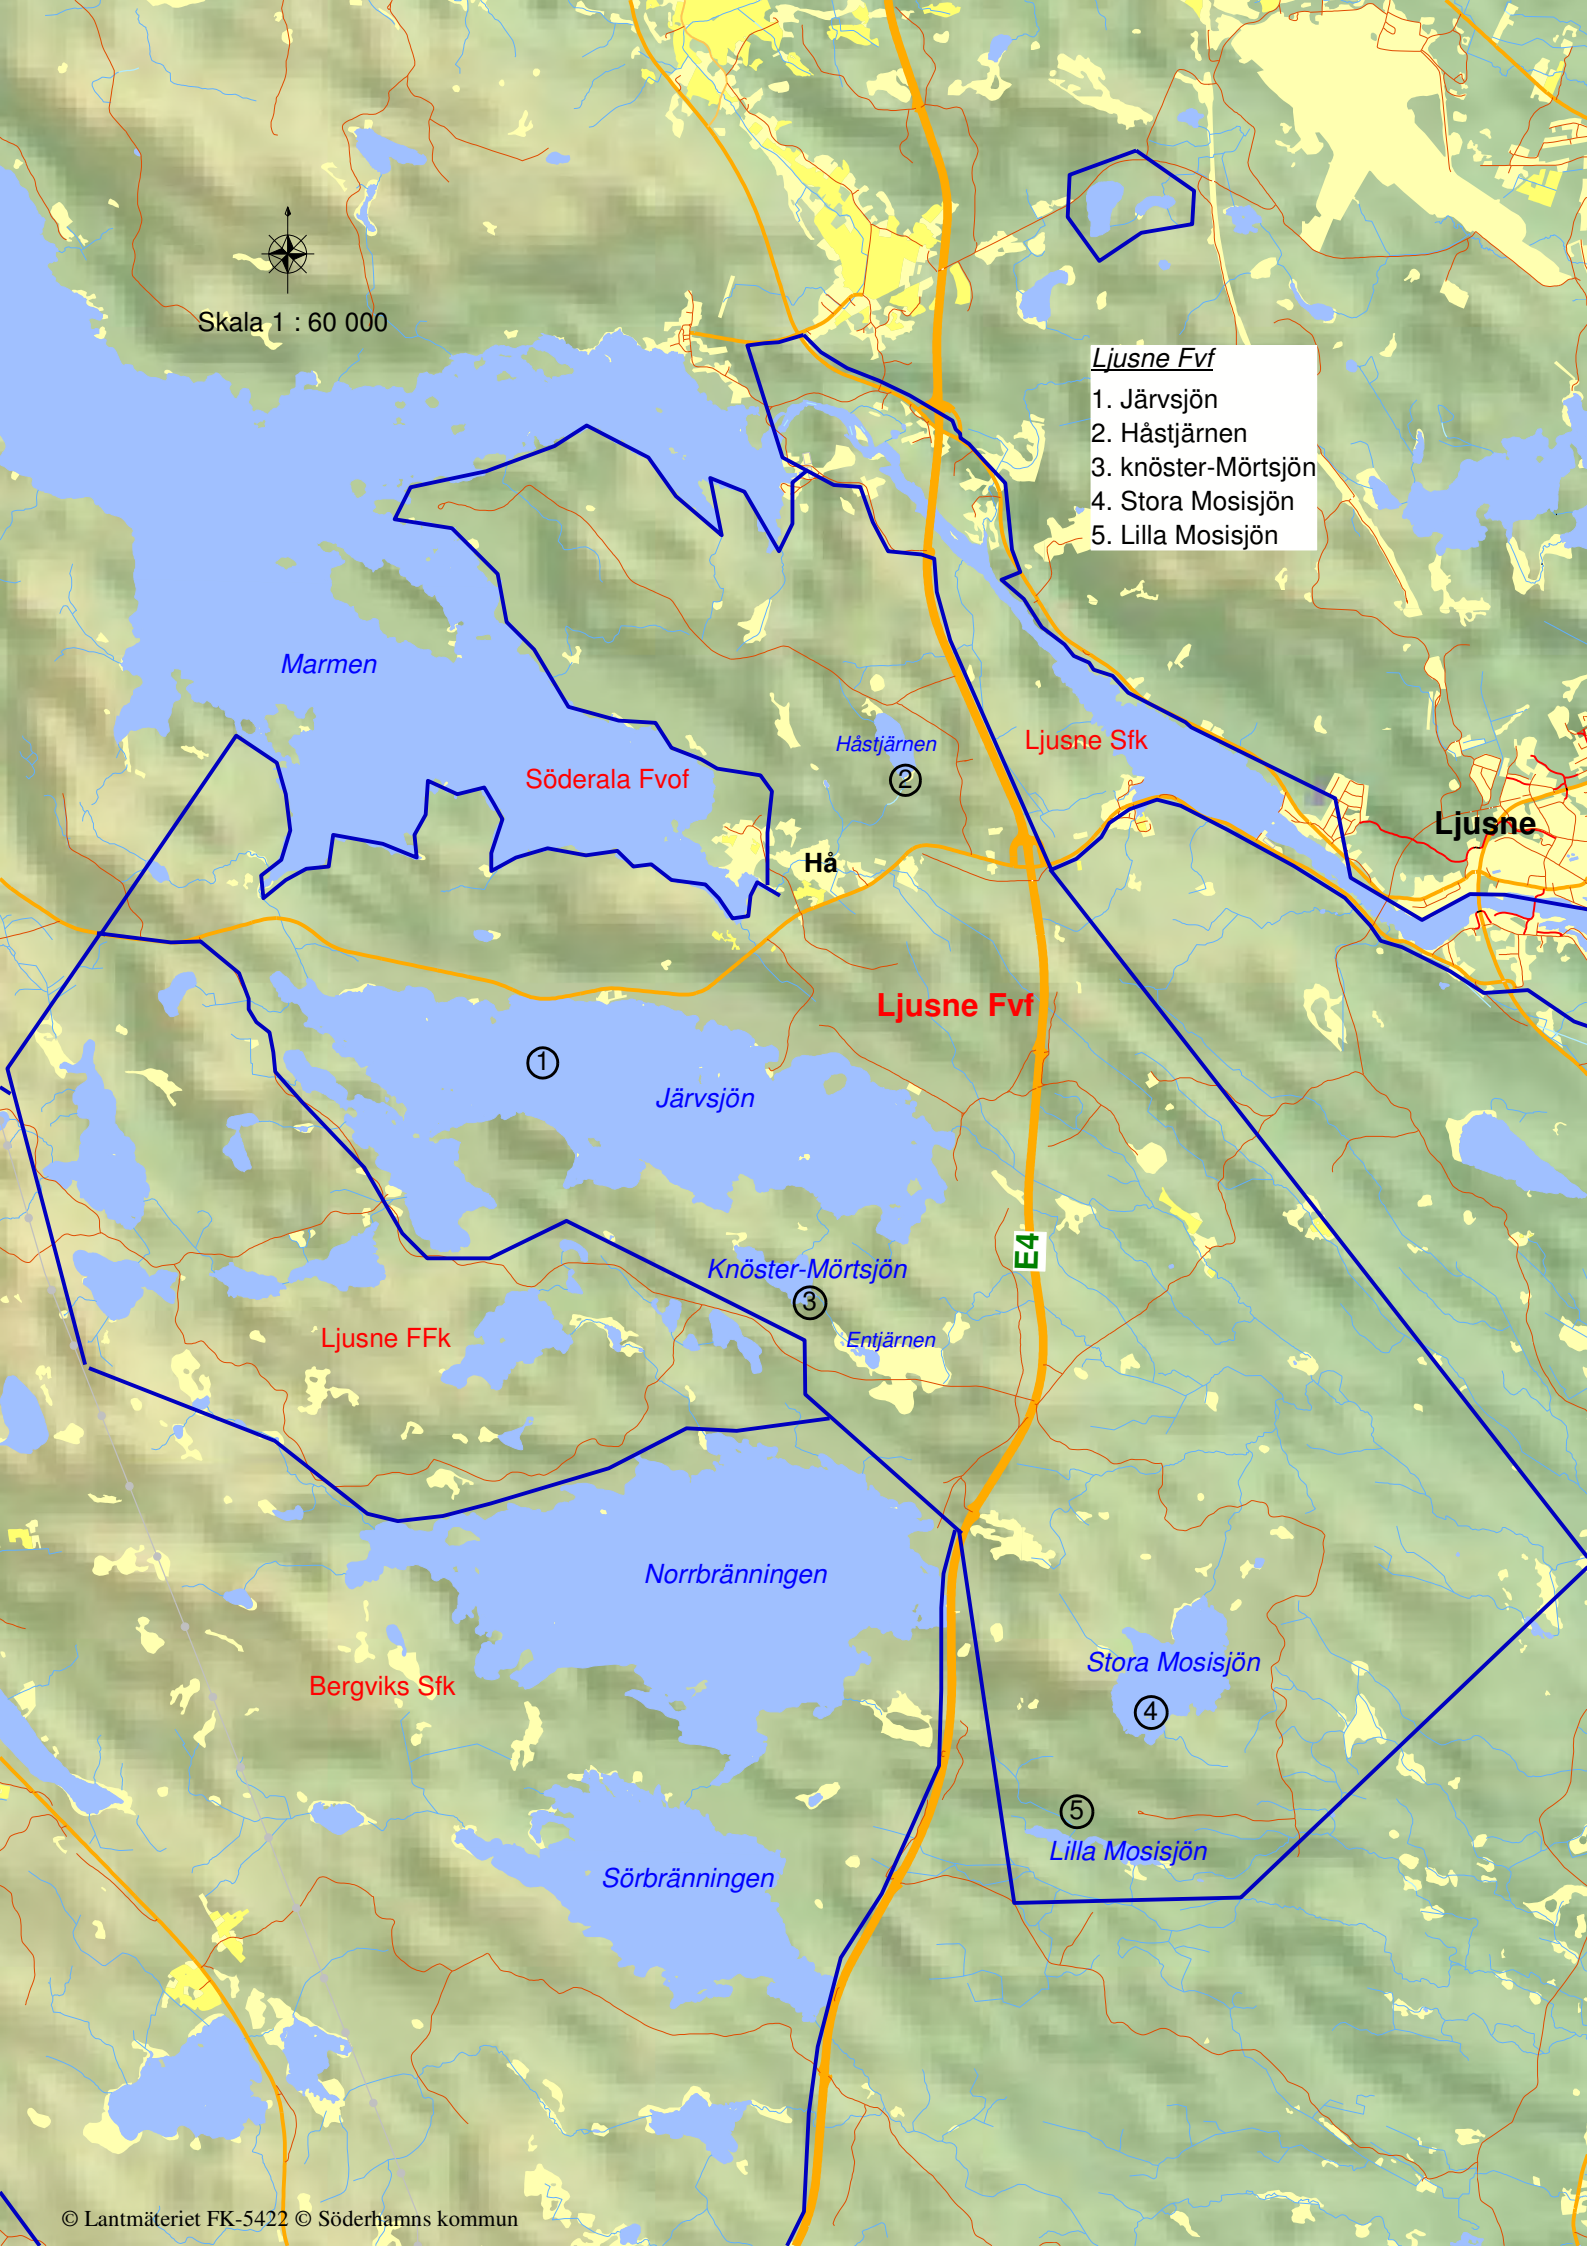 Skala 1 : 60 000
Ljusne Fvf
1. Järvsjön
2. Håstjärnen
3. knöster-Mörtsjön
4. Stora Mosisjön
5. Lilla Mosisjön
Marmen
Håstjärnen
2
Ljusne Sfk
Söderala Fvof
Ljusne
Hå
Ljusne Fvf
1
Järvsjön
E4
Knöster-Mörtsjön
3
Entjärnen
Ljusne FFk
Norrbränningen
Stora Mosisjön
4
Bergviks Sfk
5
Lilla Mosisjön
Sörbränningen
© Lantmäteriet FK-5422 © Söderhamns kommun